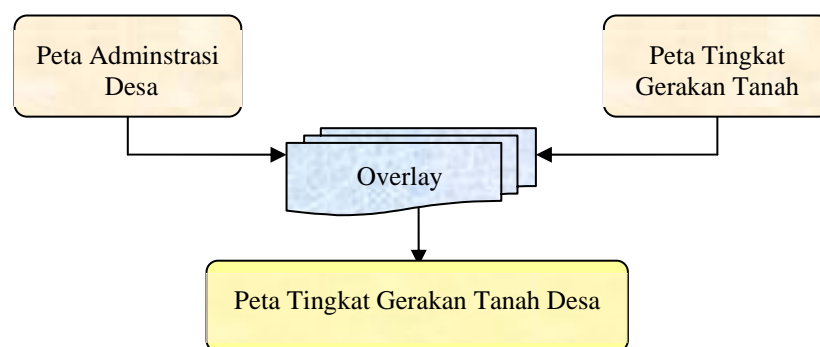 Peta Adminstrasi
Desa
Peta Tingkat
Gerakan Tanah
Overlay
Peta Tingkat Gerakan Tanah Desa